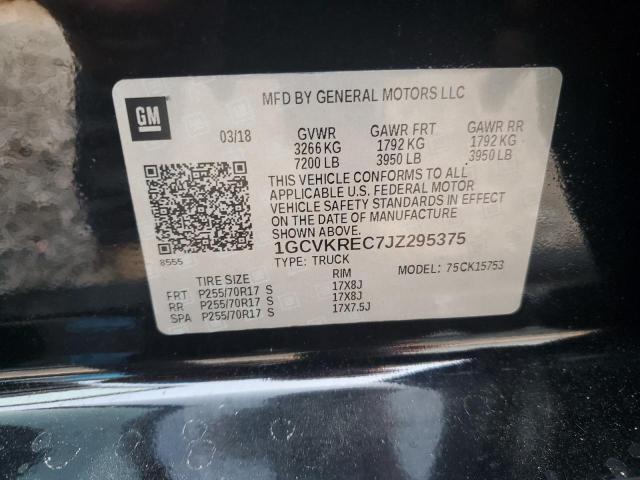 GM
MFD BY GENERAL MOTORS LLC
03/18 GVWR GAWR FRT GAWR RR
3266 KG 1792 KG 1792 KG
7200 LB 3950 LB 3950 LB
THIS VEHICLE CONFORMS TO ALL
APPLICABLE U.S. FEDERAL MOTOR
VEHICLE SAFETY STANDARDS IN EFFECT
ON THE DATE OF MANUFACTURE
SHOWN ABOVE.
1GCVKREC7JZ295375
8555
TYPE: TRUCK MODEL: 75CK15753
TIRE SIZE RIM
FRT P255/70R17 S 17X8J
RR P255/70R17 S 17X8J
SPA P255/70R17 S 17X7.5J